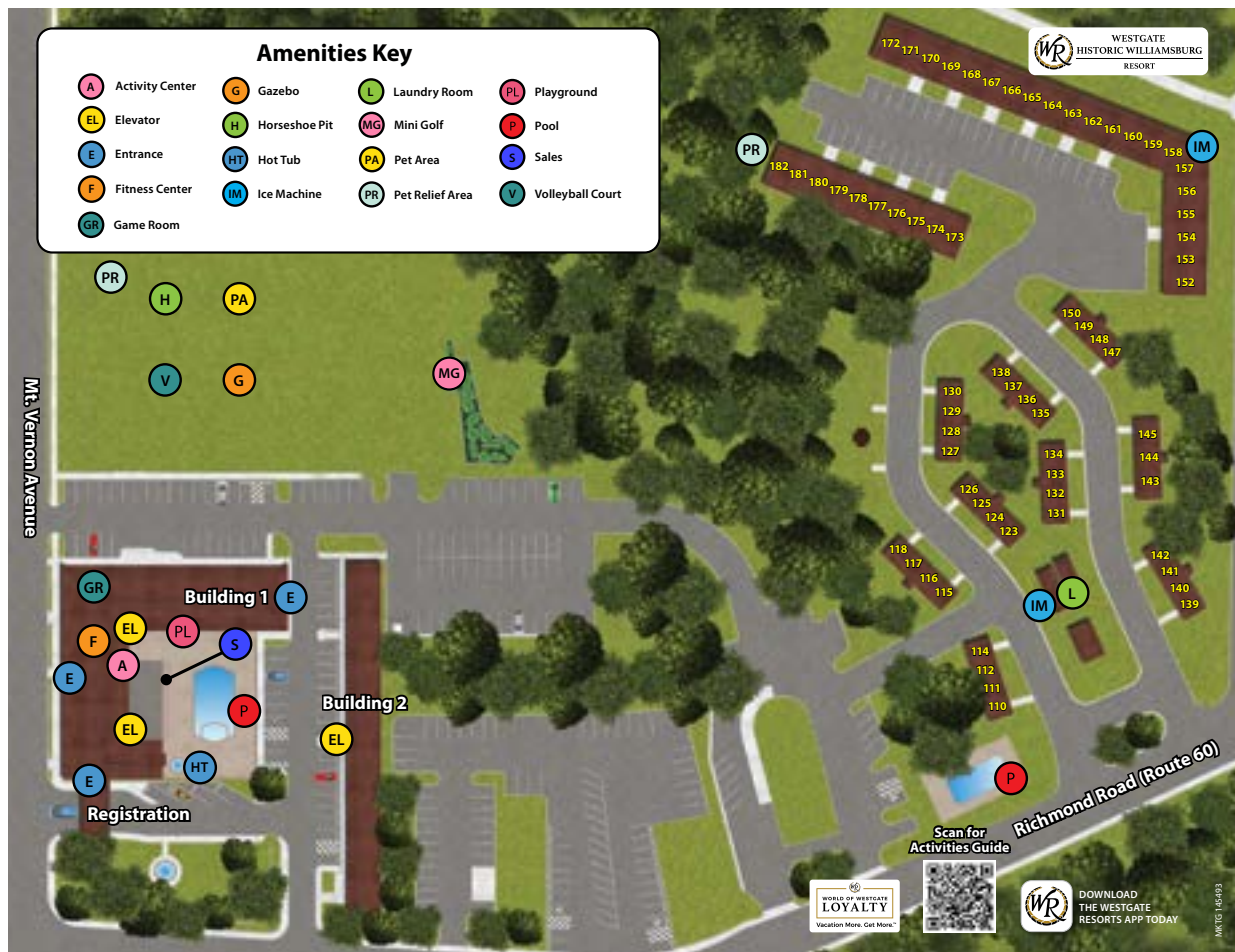 Amenities Key
A Activity Center
EL Elevator
E Entrance
F Fitness Center
GR Game Room
G Gazebo
H Horseshoe Pit
HT Hot Tub
IM Ice Machine
L Laundry Room
MG Mini Golf
PA Pet Area
PR Pet Relief Area
PL Playground
P Pool
S Sales
V Volleyball Court
WR
WESTGATE
HISTORIC WILLIAMSBURG
RESORT
172
171
170
169
168
167
166
165
164
163
162
161
160
159
158
157
156
155
154
153
152
IM
PR
182
181
180
179
178
177
176
175
174
173
PR
H
PA
V
G
MG
Mt. Vernon Avenue
150
149
148
147
138
137
136
135
130
129
128
127
145
144
143
134
133
132
131
126
125
124
123
118
117
116
115
142
141
140
139
IM
L
114
112
111
110
P
GR
Building 1
E
EL
PL
F
S
A
E
P
EL
Building 2
EL
HT
E
Registration
Richmond Road (Route 60)
Scan for
Activities Guide
WR
WORLD OF WESTGATE
LOYALTY
Vacation More. Get More.™
WR
DOWNLOAD
THE WESTGATE
RESORTS APP TODAY
MKTG 145493